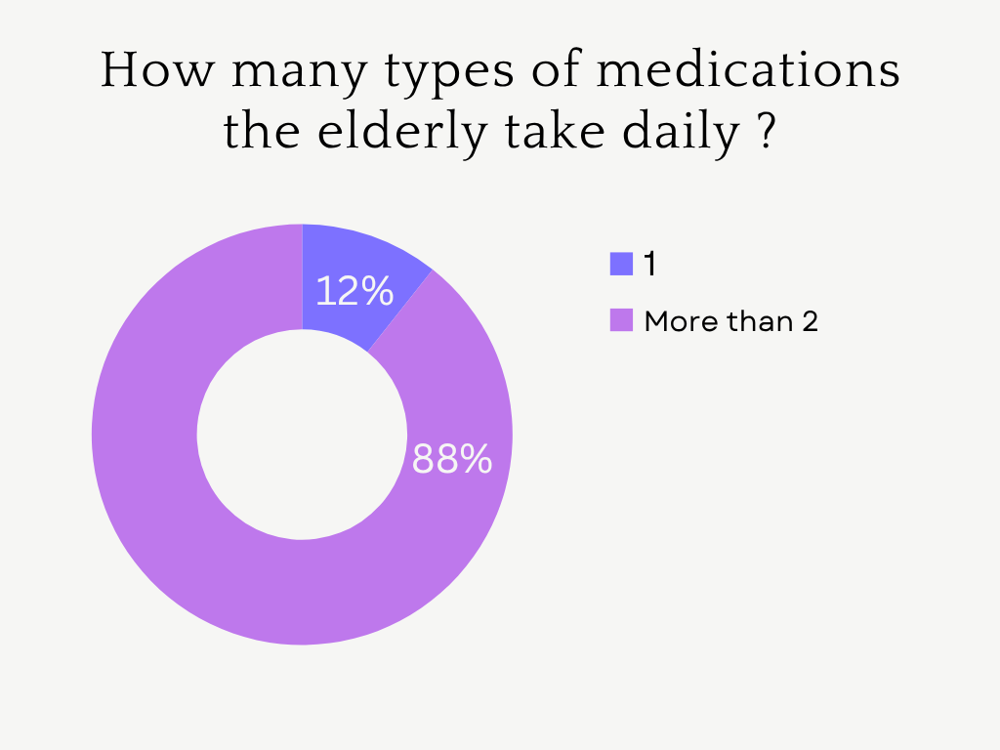 How many types of medications
the elderly take daily ?
12%
88%
1
More than 2